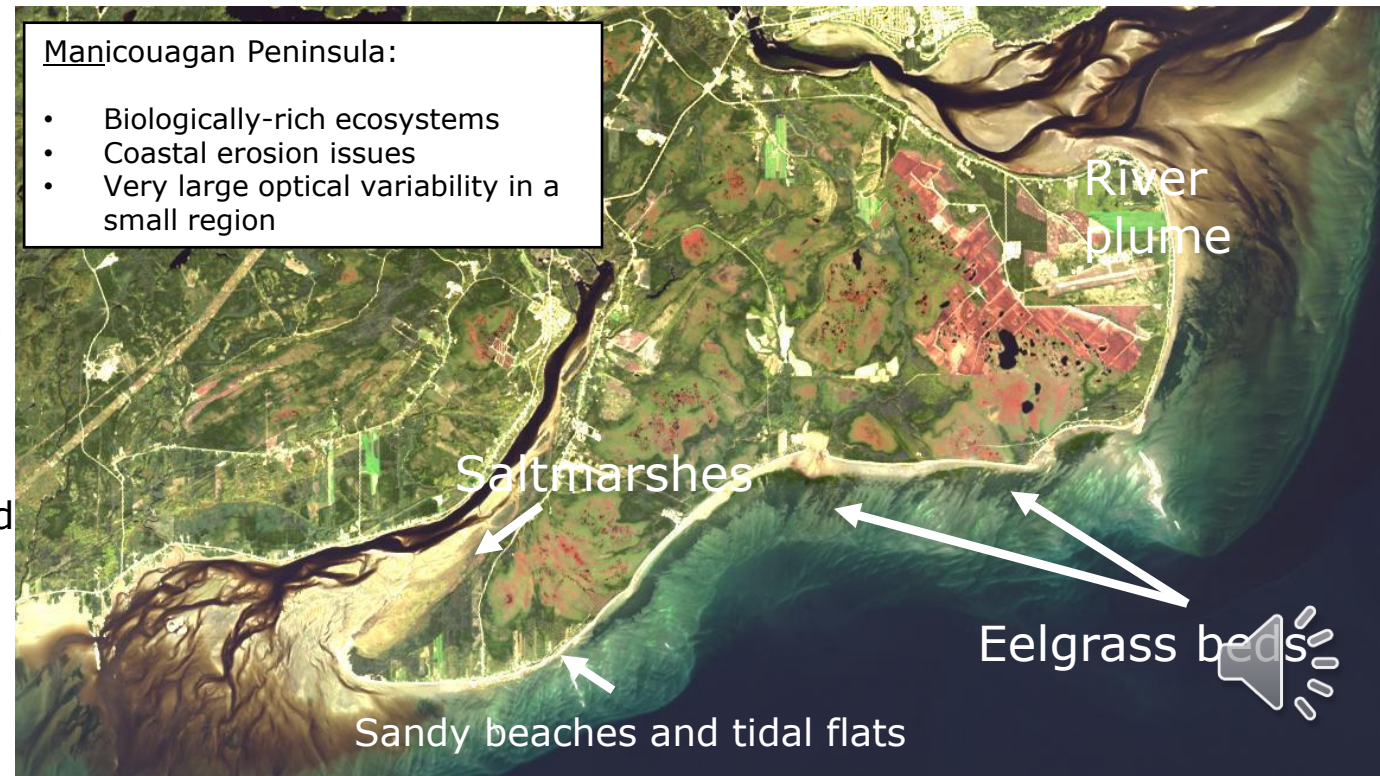 Manicouagan Peninsula:
• Biologically-rich ecosystems
• Coastal erosion issues
• Very large optical variability in a
small region
River
plume
Saltmarshes
d
Eelgrass beds
Sandy beaches and tidal flats